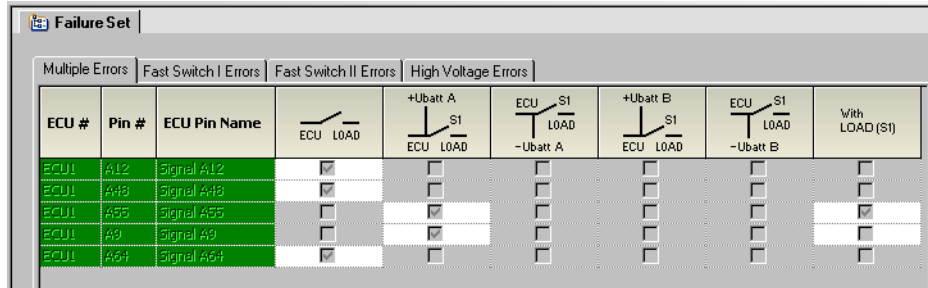 Failure Set
Multiple Errors Fast Switch I Errors Fast Switch II Errors High Voltage Errors
ECU # Pin # ECU Pin Name ECU LOAD +Ubatt A S1 ECU LOAD ECU S1 LOAD -Ubatt A +Ubatt B S1 ECU LOAD ECU S1 LOAD -Ubatt B With LOAD (S1)
ECU1 A12 Signal A12
ECU1 A48 Signal A48
ECU1 A55 Signal A55
ECU1 A9 Signal A9
ECU1 A64 Signal A64